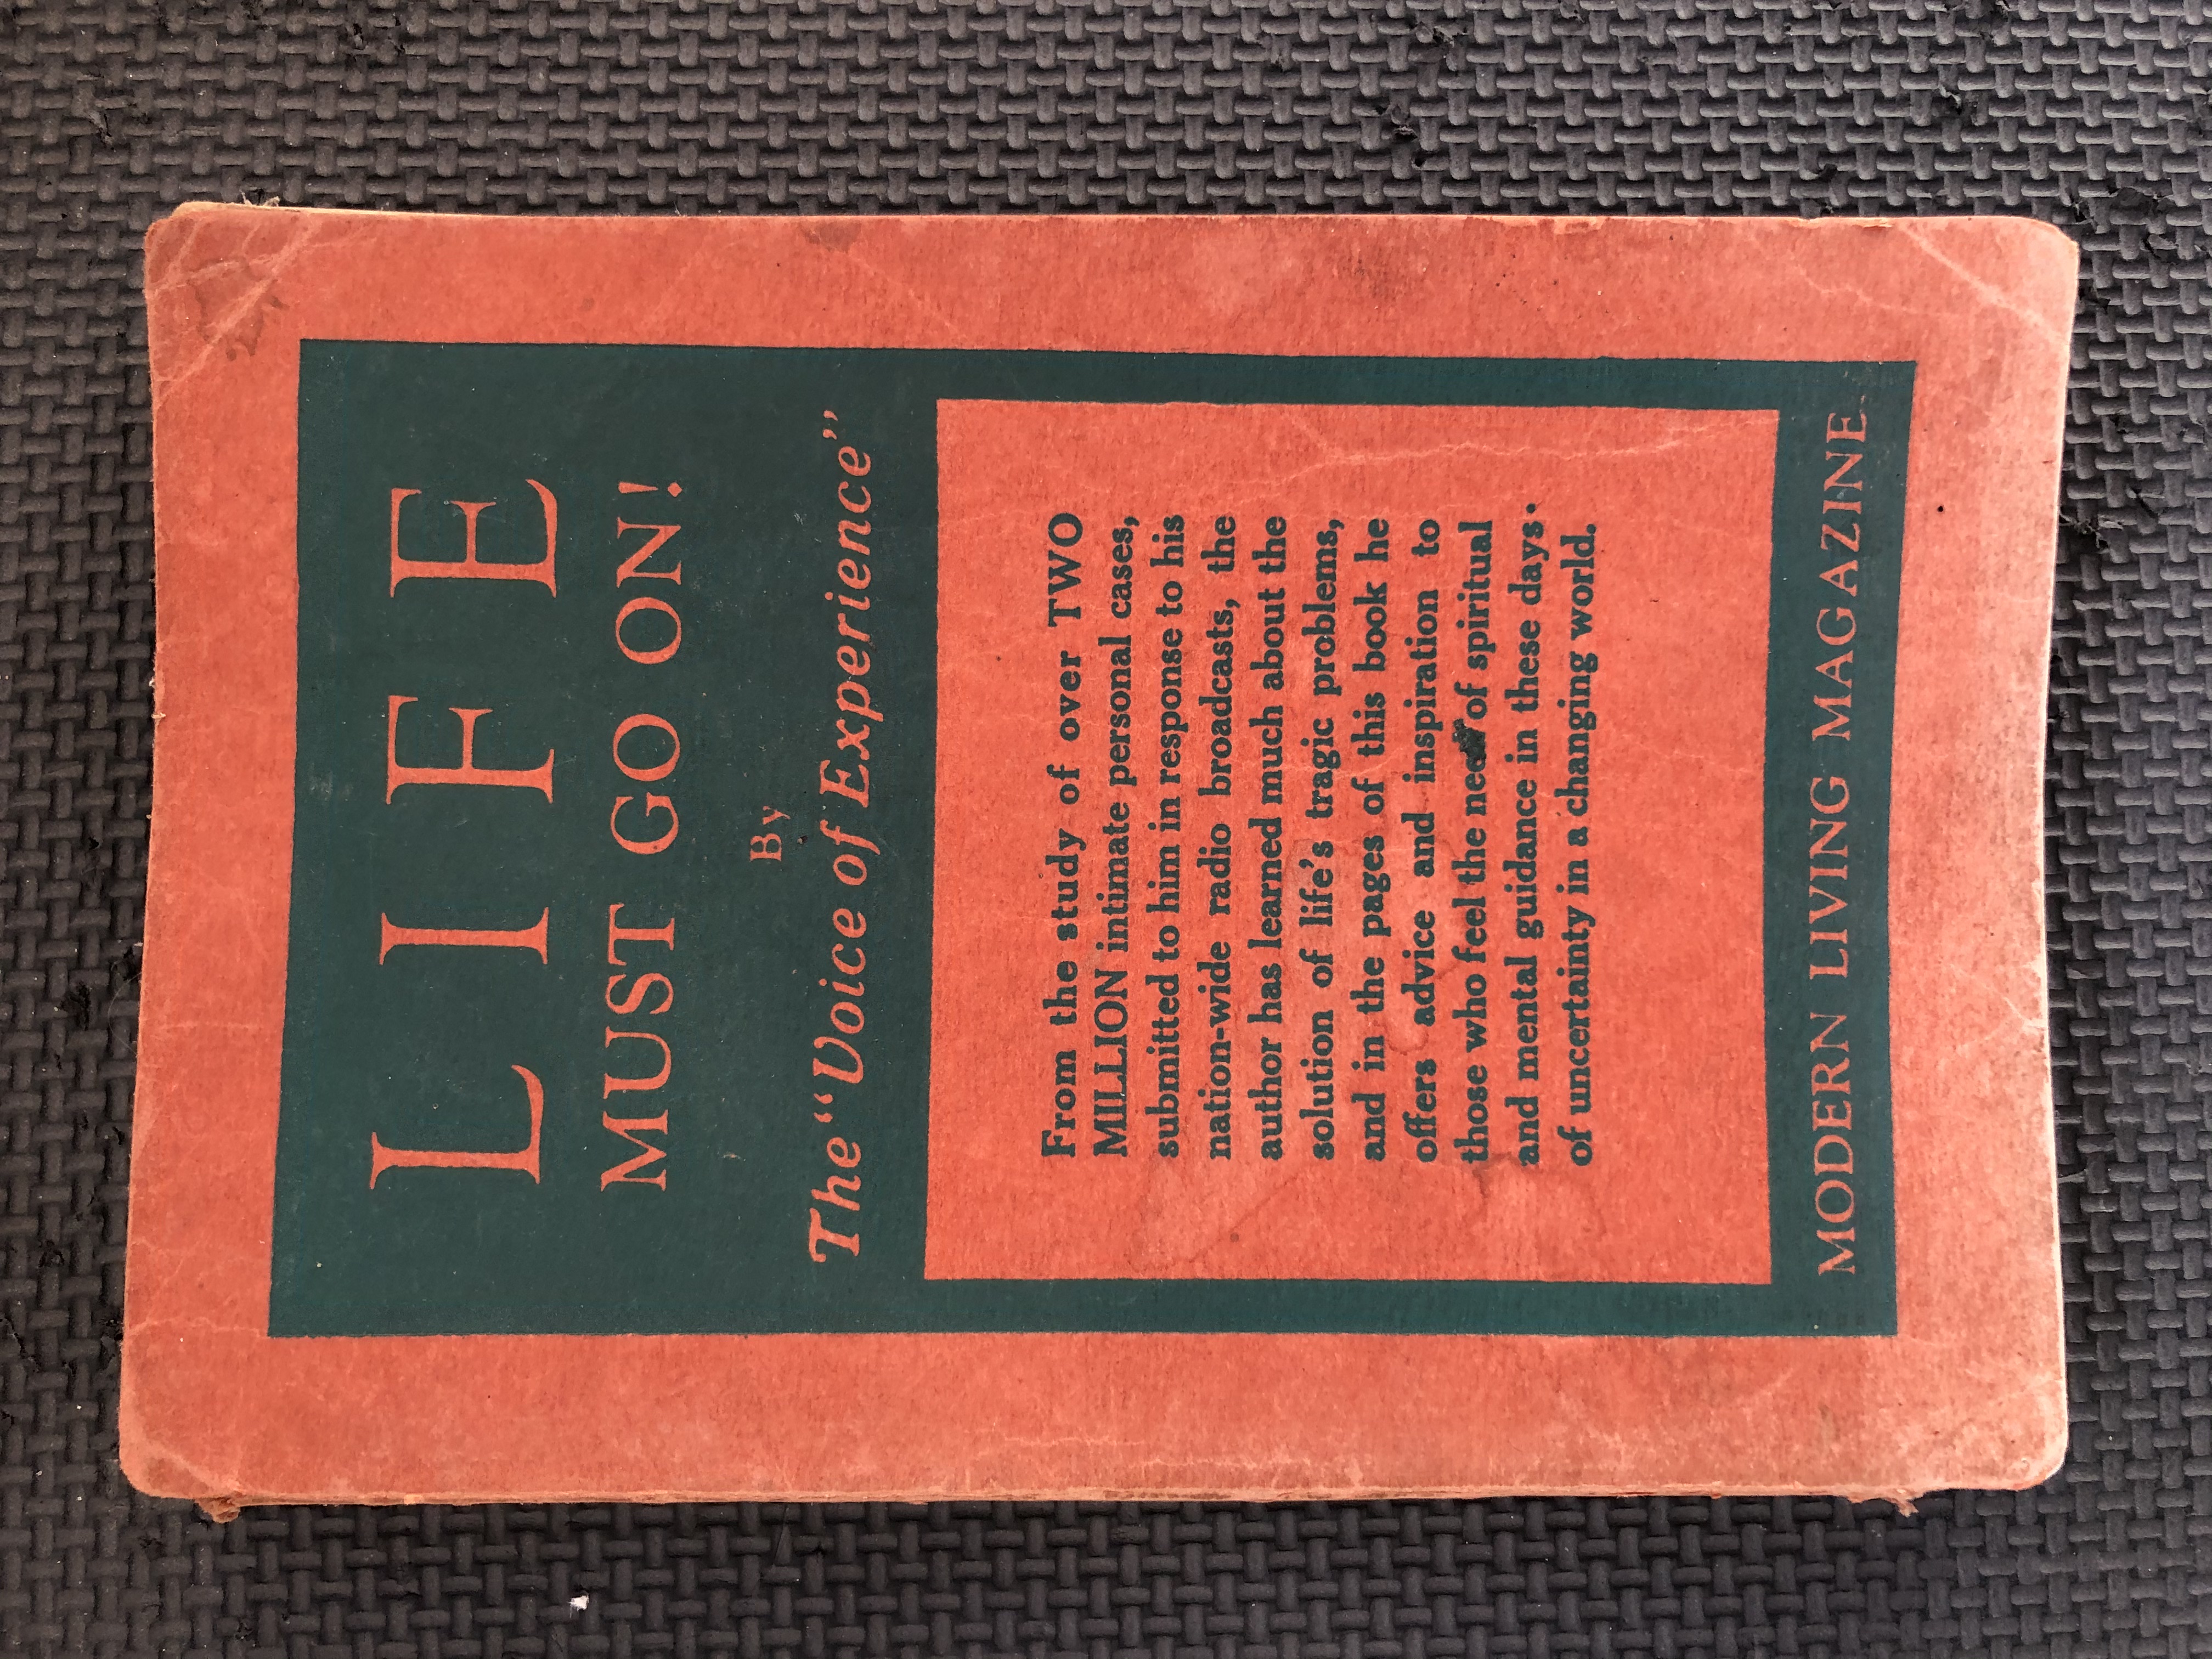 LIFE
MUST GO ON!
By
The "Voice of Experience"
From the study of over TWO
MILLION intimate personal cases,
submitted to him in response to his
nation-wide radio broadcasts, the
author has learned much about the
solution of life's tragic problems,
and in the pages of this book he
offers advice and inspiration to
those who feel the need of spiritual
and mental guidance in these days
of uncertainty in a changing world.
MODERN LIVING MAGAZINE